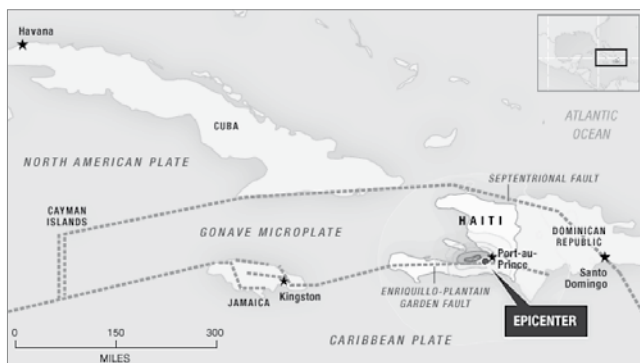 Havana
CUBA
ATLANTIC
OCEAN
NORTH AMERICAN PLATE
SEPTENTRIONAL FAULT
CAYMAN
ISLANDS
HAITI
GONAVE MICROPLATE
DOMINICAN
REPUBLIC
Port-au-
Prince
Santo
Domingo
JAMAICA
Kingston
ENRIQUILLO-PLANTAIN
GARDEN FAULT
EPICENTER
0 150 300
MILES
CARIBBEAN PLATE